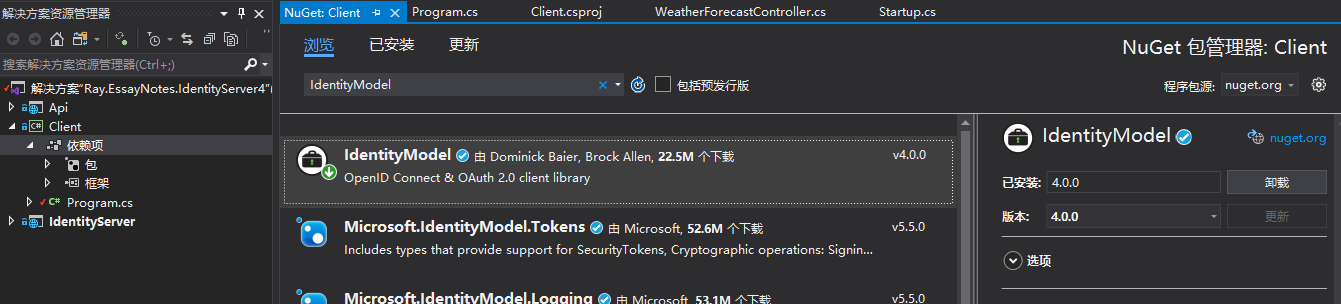 解决方案资源管理器
搜索解决方案资源管理器(Ctrl+;)
解决方案"Ray.EssayNotes.IdentityServer4"(
Api
Client
依赖项
包
框架
Program.cs
IdentityServer
NuGet: Client
Program.cs
Client.csproj
WeatherForecastController.cs
Startup.cs
浏览
已安装
更新
NuGet 包管理器: Client
IdentityModel
包括预发行版
程序包源: nuget.org
IdentityModel 由 Dominick Baier, Brock Allen, 22.5M 个下载 v4.0.0
OpenID Connect & OAuth 2.0 client library
Microsoft.IdentityModel.Tokens 由 Microsoft, 52.6M 个下载 v5.5.0
Includes types that provide support for SecurityTokens, Cryptographic operations: Signin...
Microsoft.IdentityModel.Logging 由 Microsoft, 53.1M 个下载 v5.5.0
IdentityModel nuget.org
已安装: 4.0.0 卸载
版本: 4.0.0 更新
选项